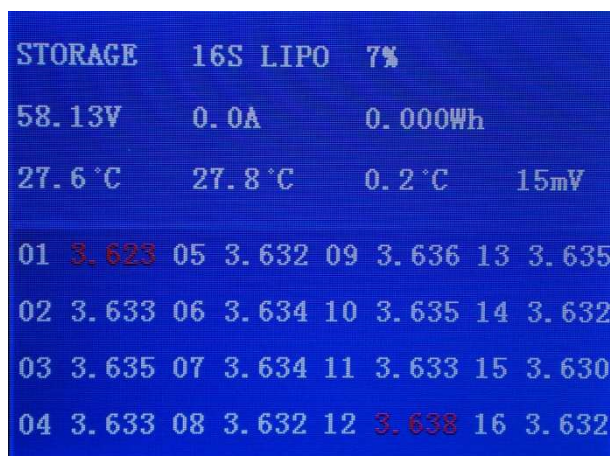 STORAGE 16S LIPO 7%
58.13V 0.0A 0.000Wh
27.6°C 27.8°C 0.2°C 15mV
01 3.623 05 3.632 09 3.636 13 3.635
02 3.633 06 3.634 10 3.635 14 3.632
03 3.635 07 3.634 11 3.633 15 3.630
04 3.633 08 3.632 12 3.638 16 3.632